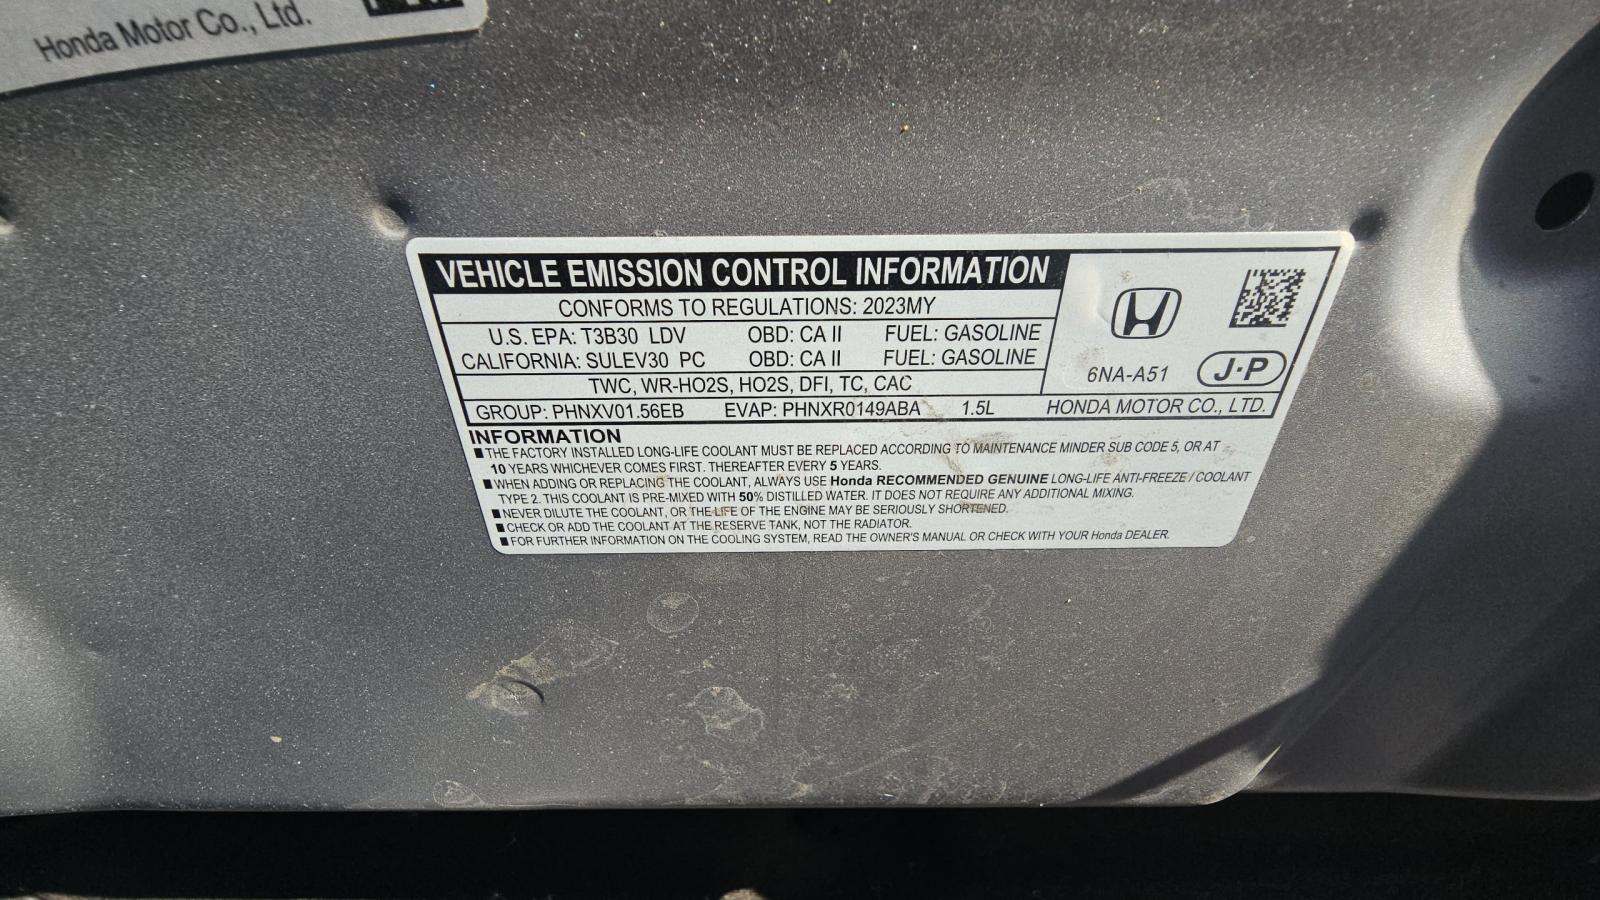 Honda Motor Co., Ltd.
VEHICLE EMISSION CONTROL INFORMATION
CONFORMS TO REGULATIONS: 2023MY
U.S. EPA: T3B30 LDV OBD: CA II FUEL: GASOLINE
CALIFORNIA: SULEV30 PC OBD: CA II FUEL: GASOLINE
TWC, WR-HO2S, HO2S, DFI, TC, CAC
GROUP: PHNXV01.56EB EVAP: PHNXR0149ABA 1.5L
6NA-A51 J·P
HONDA MOTOR CO., LTD.
INFORMATION
■ THE FACTORY INSTALLED LONG-LIFE COOLANT MUST BE REPLACED ACCORDING TO MAINTENANCE MINDER SUB CODE 5, OR AT
10 YEARS WHICHEVER COMES FIRST. THEREAFTER EVERY 5 YEARS.
■ WHEN ADDING OR REPLACING THE COOLANT, ALWAYS USE Honda RECOMMENDED GENUINE LONG-LIFE ANTI-FREEZE / COOLANT
TYPE 2. THIS COOLANT IS PRE-MIXED WITH 50% DISTILLED WATER. IT DOES NOT REQUIRE ANY ADDITIONAL MIXING.
■ NEVER DILUTE THE COOLANT, OR THE LIFE OF THE ENGINE MAY BE SERIOUSLY SHORTENED.
■ CHECK OR ADD THE COOLANT AT THE RESERVE TANK, NOT THE RADIATOR.
■ FOR FURTHER INFORMATION ON THE COOLING SYSTEM, READ THE OWNER'S MANUAL OR CHECK WITH YOUR Honda DEALER.